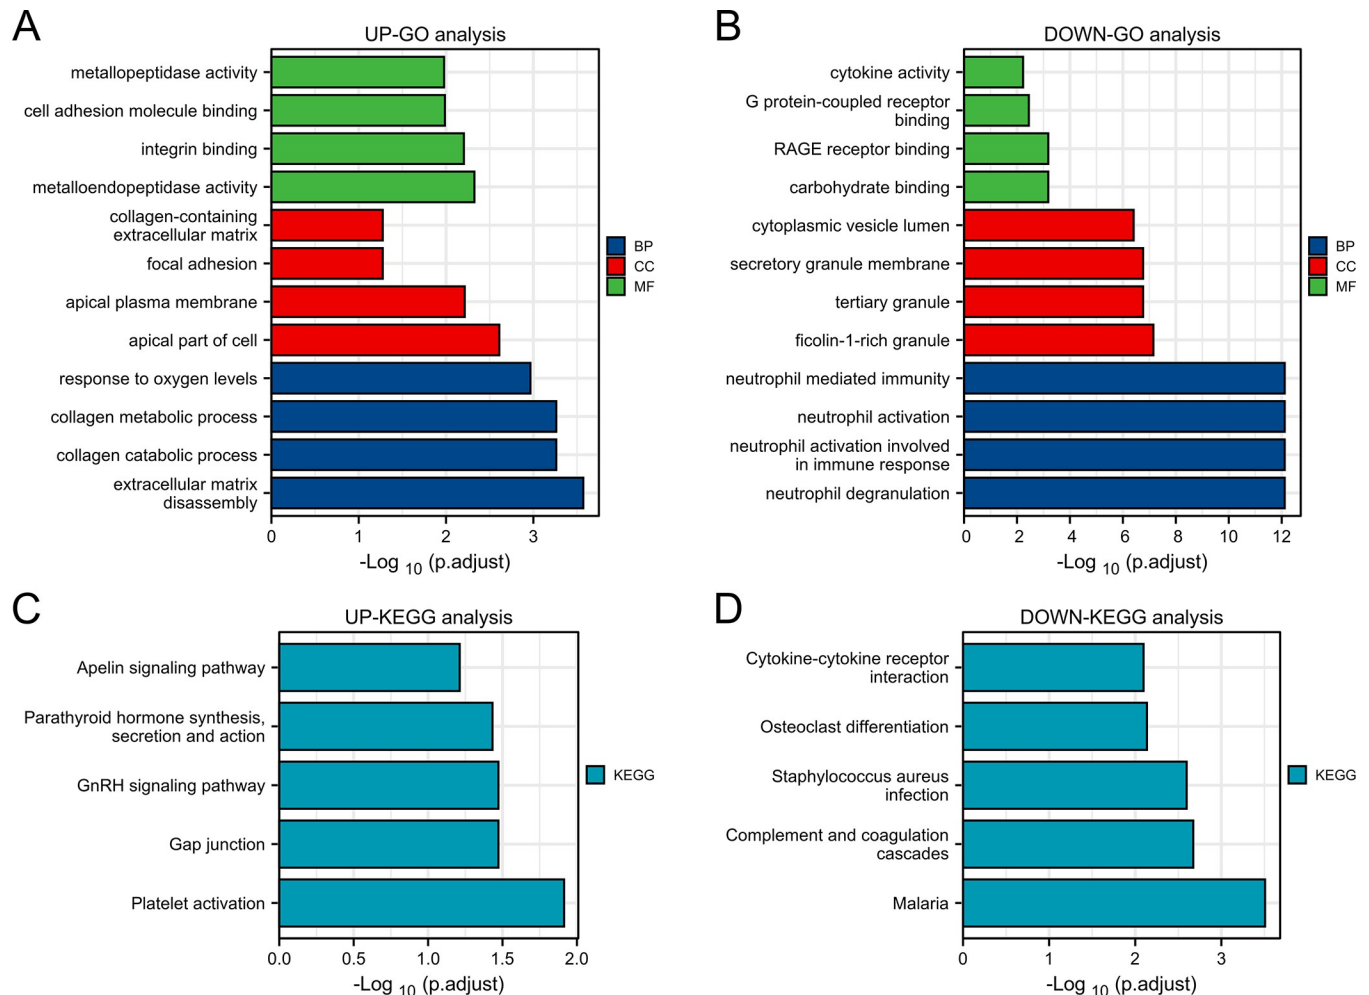 A
UP-GO analysis
metallopeptidase activity
cell adhesion molecule binding
integrin binding
metalloendopeptidase activity
collagen-containing
extracellular matrix
focal adhesion
apical plasma membrane
apical part of cell
response to oxygen levels
collagen metabolic process
collagen catabolic process
extracellular matrix
disassembly
0 1 2 3
-Log 10 (p.adjust)
BP
CC
MF
B
DOWN-GO analysis
cytokine activity
G protein-coupled receptor
binding
RAGE receptor binding
carbohydrate binding
cytoplasmic vesicle lumen
secretory granule membrane
tertiary granule
ficolin-1-rich granule
neutrophil mediated immunity
neutrophil activation
neutrophil activation involved
in immune response
neutrophil degranulation
0 2 4 6 8 10 12
-Log 10 (p.adjust)
BP
CC
MF
C
UP-KEGG analysis
Apelin signaling pathway
Parathyroid hormone synthesis,
secretion and action
GnRH signaling pathway
Gap junction
Platelet activation
0.0 0.5 1.0 1.5 2.0
-Log 10 (p.adjust)
KEGG
D
DOWN-KEGG analysis
Cytokine-cytokine receptor
interaction
Osteoclast differentiation
Staphylococcus aureus
infection
Complement and coagulation
cascades
Malaria
0 1 2 3
-Log 10 (p.adjust)
KEGG